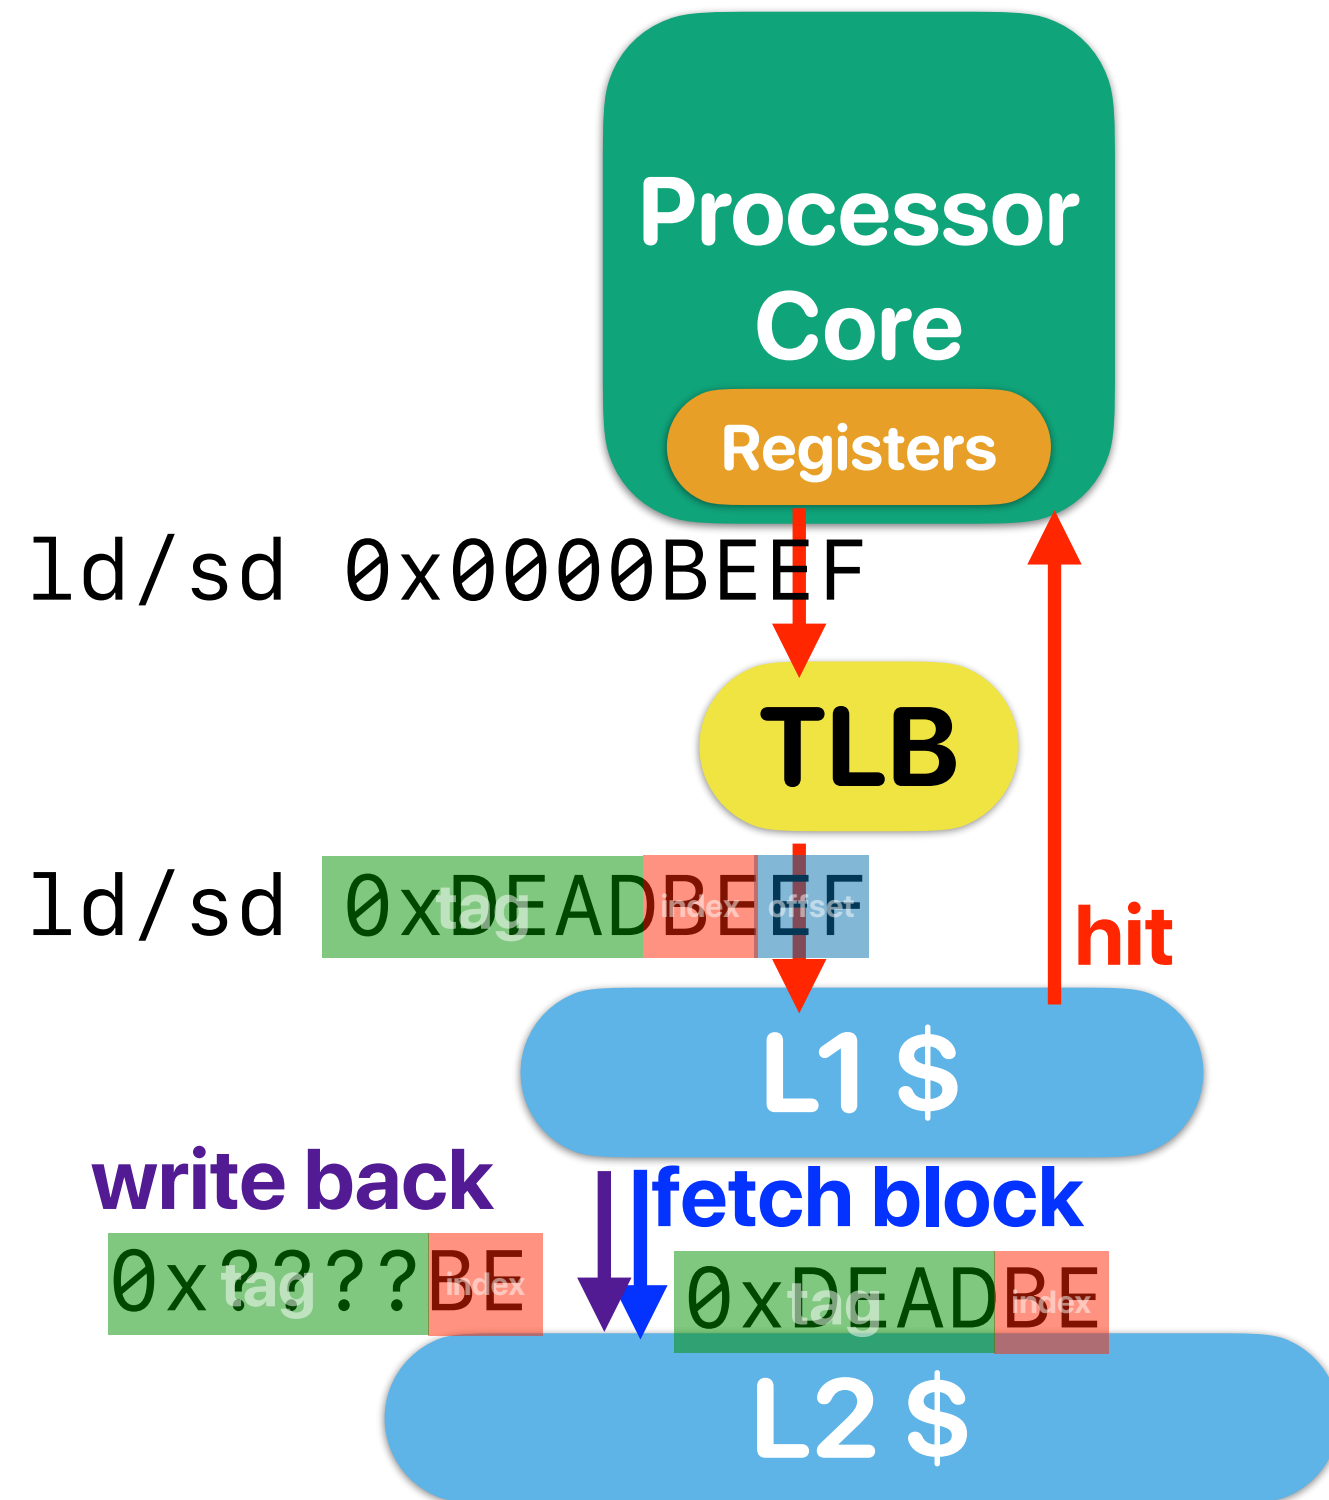 Processor
Core
Registers
ld/sd 0x0000BEEF
TLB
ld/sd 0xDEADBEEF
tag index offset
hit
L1 $
write back
fetch block
0x????BE
tag index
0xDEADBE
tag index
L2 $